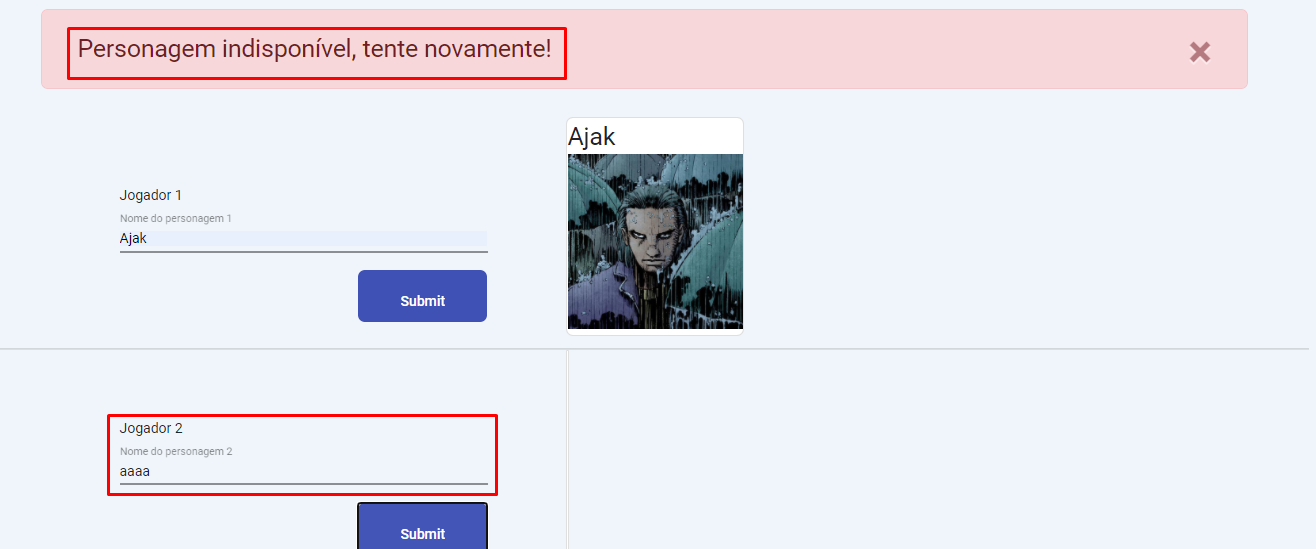 Personagem indisponível, tente novamente!
Ajak
Jogador 1
Nome do personagem 1
Ajak
Submit
Jogador 2
Nome do personagem 2
aaaa
Submit